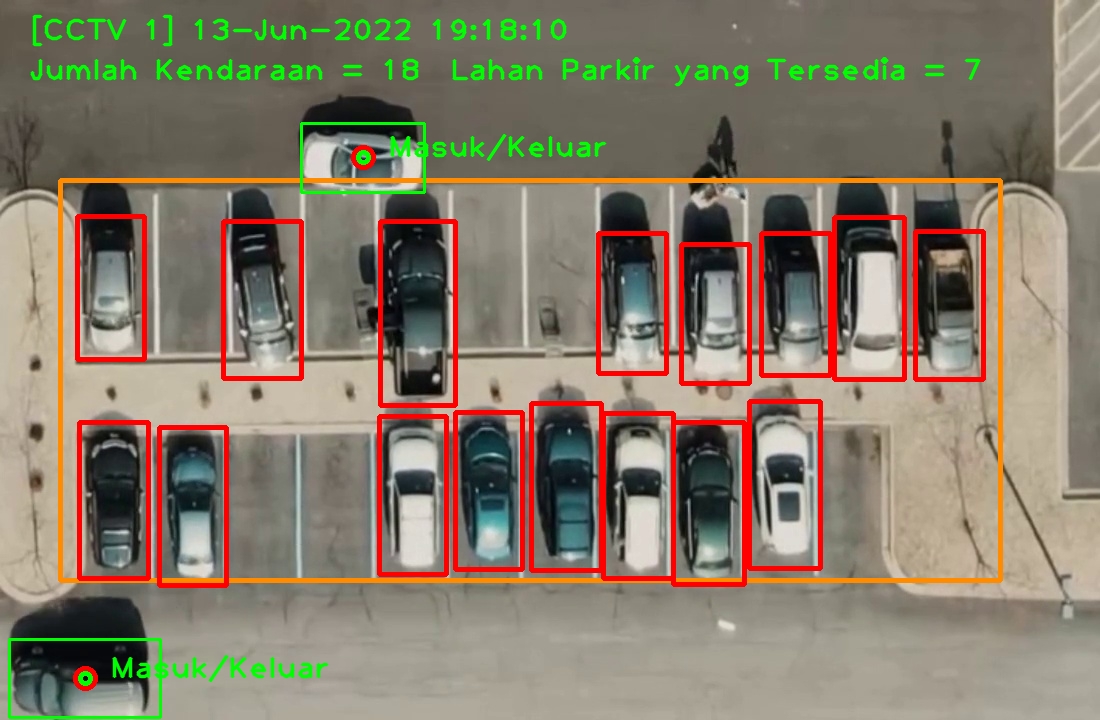 [CCTV 1] 13-Jun-2022 19:18:10
Jumlah Kendaraan = 18 Lahan Parkir yang Tersedia = 7
Masuk/Keluar
Masuk/Keluar